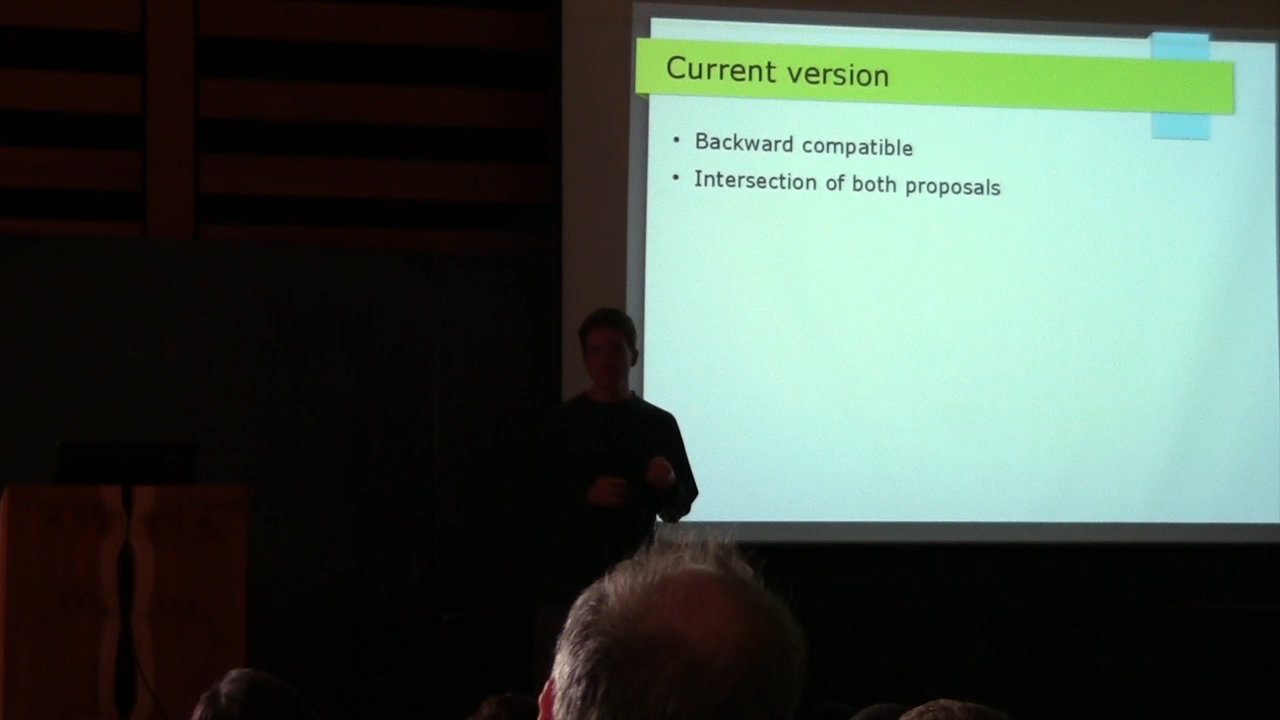 Current version
• Backward compatible
• Intersection of both proposals